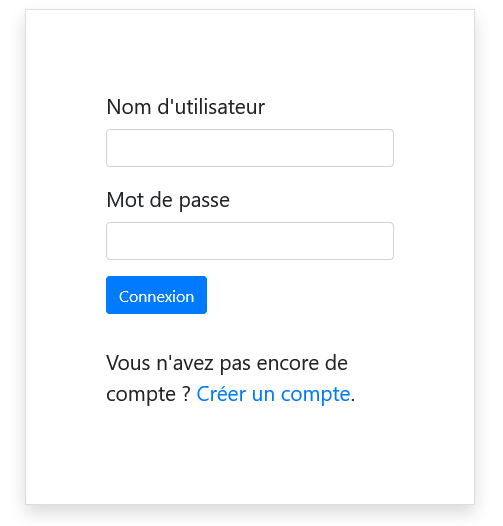 Nom d'utilisateur
Mot de passe
Connexion
Vous n'avez pas encore de
compte ? Créer un compte.